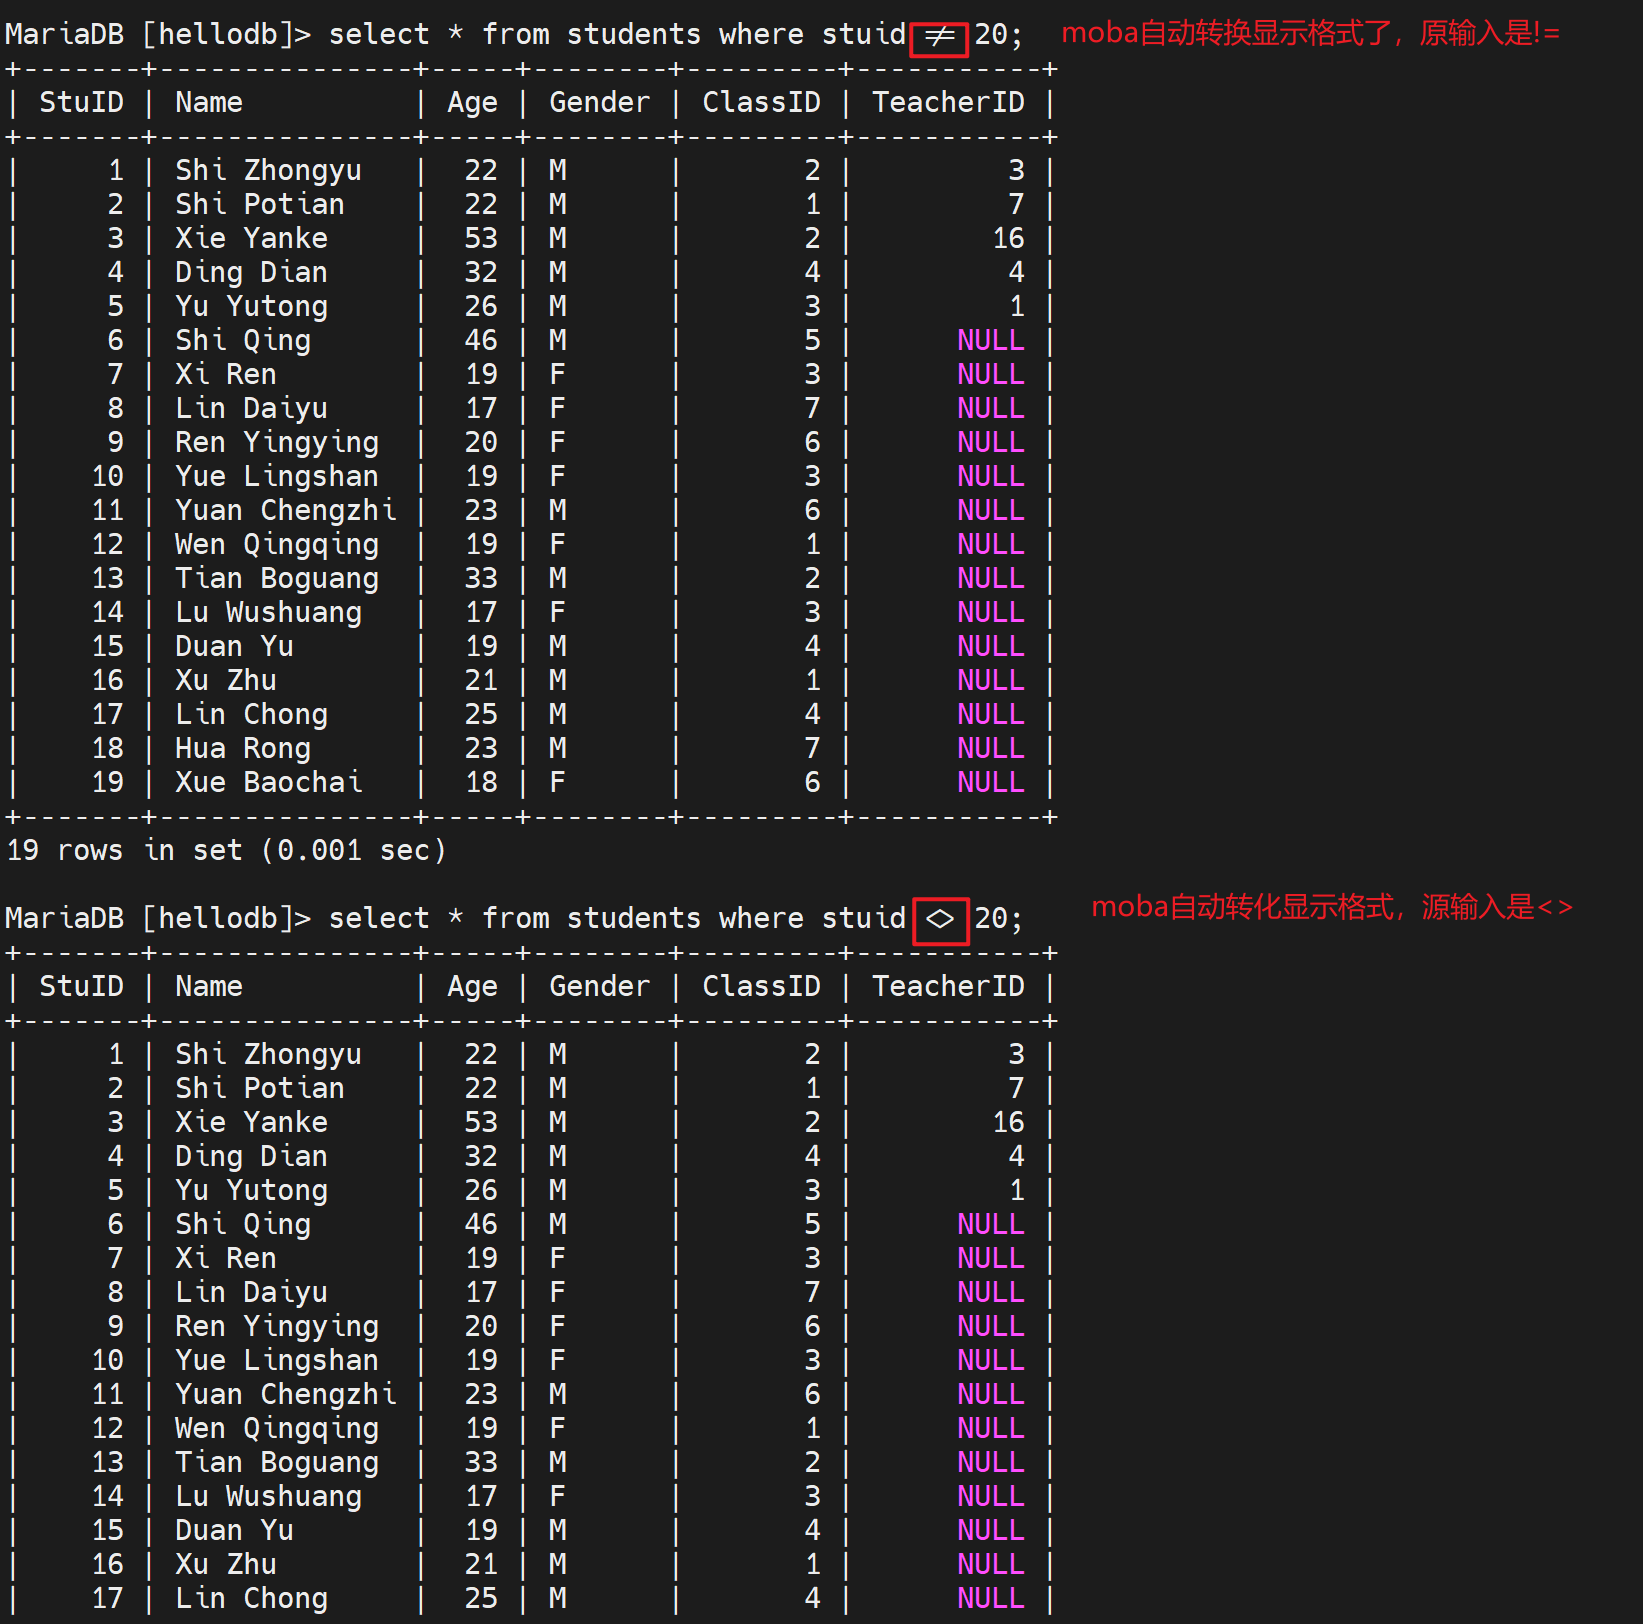 MariaDB [hellodb]> select * from students where stuid ≠ 20; moba自动转换显示格式了，原输入是!=
+-------+---------------+-----+--------+---------+-----------+
| StuID | Name          | Age | Gender | ClassID | TeacherID |
+-------+---------------+-----+--------+---------+-----------+
|     1 | Shi Zhongyu   |  22 | M      |       2 |         3 |
|     2 | Shi Potian    |  22 | M      |       1 |         7 |
|     3 | Xie Yanke     |  53 | M      |       2 |        16 |
|     4 | Ding Dian     |  32 | M      |       4 |         4 |
|     5 | Yu Yutong     |  26 | M      |       3 |         1 |
|     6 | Shi Qing      |  46 | M      |       5 |      NULL |
|     7 | Xi Ren        |  19 | F      |       3 |      NULL |
|     8 | Lin Daiyu     |  17 | F      |       7 |      NULL |
|     9 | Ren Yingying  |  20 | F      |       6 |      NULL |
|    10 | Yue Lingshan  |  19 | F      |       3 |      NULL |
|    11 | Yuan Chengzhi |  23 | M      |       6 |      NULL |
|    12 | Wen Qingqing  |  19 | F      |       1 |      NULL |
|    13 | Tian Boguang  |  33 | M      |       2 |      NULL |
|    14 | Lu Wushuang   |  17 | F      |       3 |      NULL |
|    15 | Duan Yu       |  19 | M      |       4 |      NULL |
|    16 | Xu Zhu        |  21 | M      |       1 |      NULL |
|    17 | Lin Chong     |  25 | M      |       4 |      NULL |
|    18 | Hua Rong      |  23 | M      |       7 |      NULL |
|    19 | Xue Baochai   |  18 | F      |       6 |      NULL |
+-------+---------------+-----+--------+---------+-----------+
19 rows in set (0.001 sec)
MariaDB [hellodb]> select * from students where stuid <> 20; moba自动转化显示格式，源输入是<>
+-------+---------------+-----+--------+---------+-----------+
| StuID | Name          | Age | Gender | ClassID | TeacherID |
+-------+---------------+-----+--------+---------+-----------+
|     1 | Shi Zhongyu   |  22 | M      |       2 |         3 |
|     2 | Shi Potian    |  22 | M      |       1 |         7 |
|     3 | Xie Yanke     |  53 | M      |       2 |        16 |
|     4 | Ding Dian     |  32 | M      |       4 |         4 |
|     5 | Yu Yutong     |  26 | M      |       3 |         1 |
|     6 | Shi Qing      |  46 | M      |       5 |      NULL |
|     7 | Xi Ren        |  19 | F      |       3 |      NULL |
|     8 | Lin Daiyu     |  17 | F      |       7 |      NULL |
|     9 | Ren Yingying  |  20 | F      |       6 |      NULL |
|    10 | Yue Lingshan  |  19 | F      |       3 |      NULL |
|    11 | Yuan Chengzhi |  23 | M      |       6 |      NULL |
|    12 | Wen Qingqing  |  19 | F      |       1 |      NULL |
|    13 | Tian Boguang  |  33 | M      |       2 |      NULL |
|    14 | Lu Wushuang   |  17 | F      |       3 |      NULL |
|    15 | Duan Yu       |  19 | M      |       4 |      NULL |
|    16 | Xu Zhu        |  21 | M      |       1 |      NULL |
|    17 | Lin Chong     |  25 | M      |       4 |      NULL |